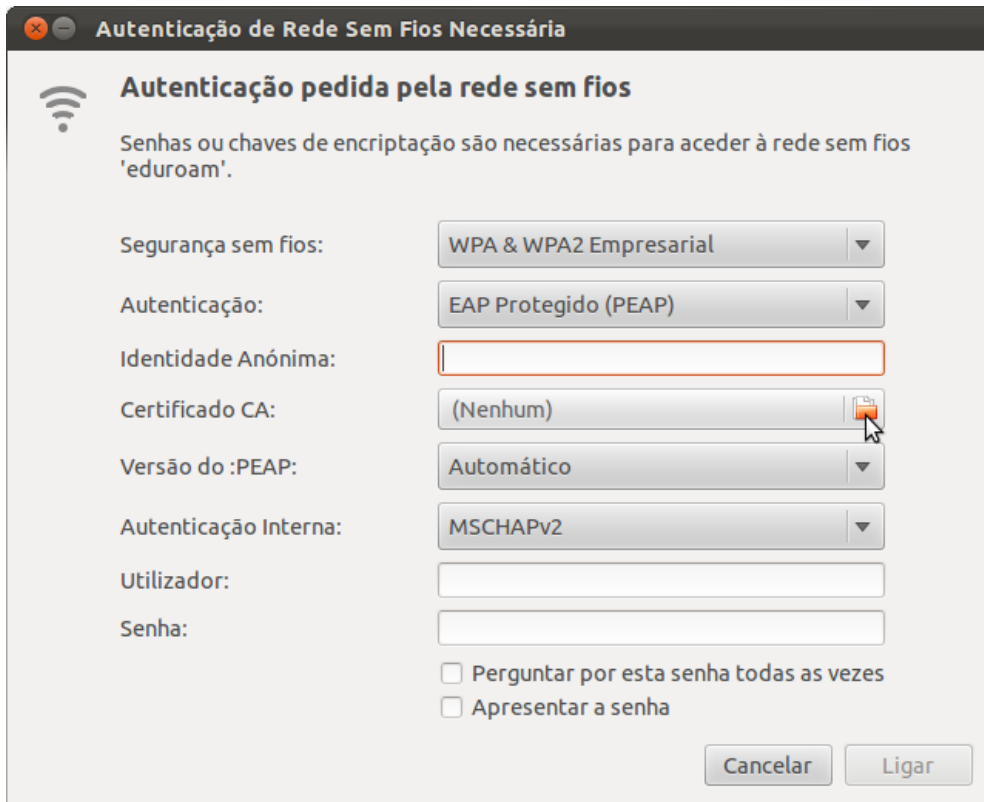 Autenticação de Rede Sem Fios Necessária
Autenticação pedida pela rede sem fios
Senhas ou chaves de encriptação são necessárias para aceder à rede sem fios
'eduroam'.
Segurança sem fios: WPA & WPA2 Empresarial
Autenticação: EAP Protegido (PEAP)
Identidade Anónima:
Certificado CA: (Nenhum)
Versão do :PEAP: Automático
Autenticação Interna: MSCHAPv2
Utilizador:
Senha:
Perguntar por esta senha todas as vezes
Apresentar a senha
Cancelar Ligar